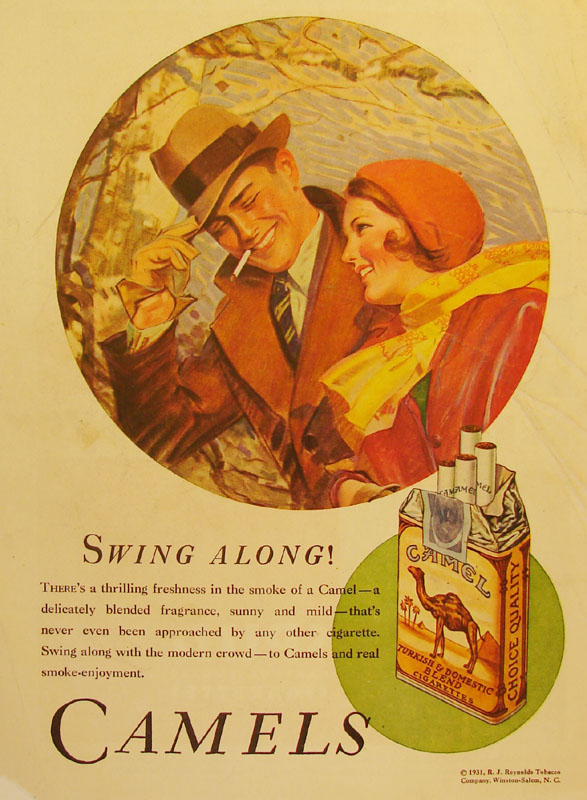 SWING ALONG!
THERE'S a thrilling freshness in the smoke of a Camel—a
delicately blended fragrance, sunny and mild—that's
never even been approached by any other cigarette.
Swing along with the modern crowd—to Camels and real
smoke-enjoyment.
CAMELS
CAMEL
CAMEL
TURKISH & DOMESTIC
BLEND
CIGARETTES
CHOICE QUALITY
© 1931, R. J. Reynolds Tobacco
Company, Winston-Salem, N. C.